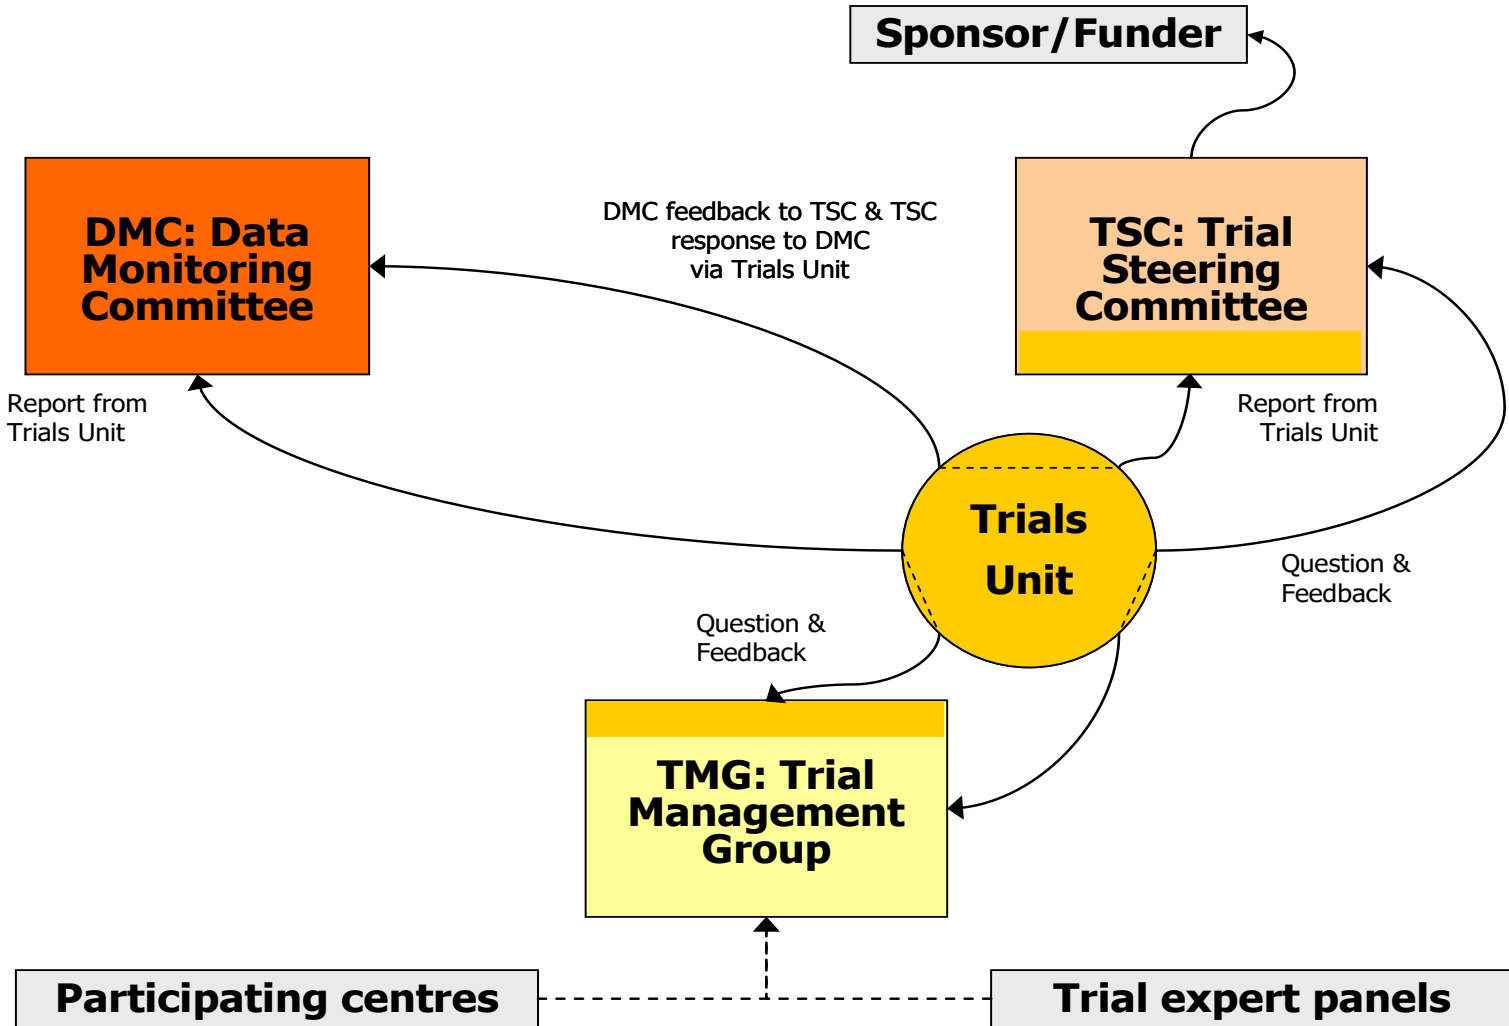 Sponsor/Funder
DMC: Data
Monitoring
Committee
DMC feedback to TSC & TSC
response to DMC
via Trials Unit
TSC: Trial
Steering
Committee
Report from
Trials Unit
Report from
Trials Unit
Trials
Unit
Question &
Feedback
Question &
Feedback
TMG: Trial
Management
Group
Participating centres
Trial expert panels